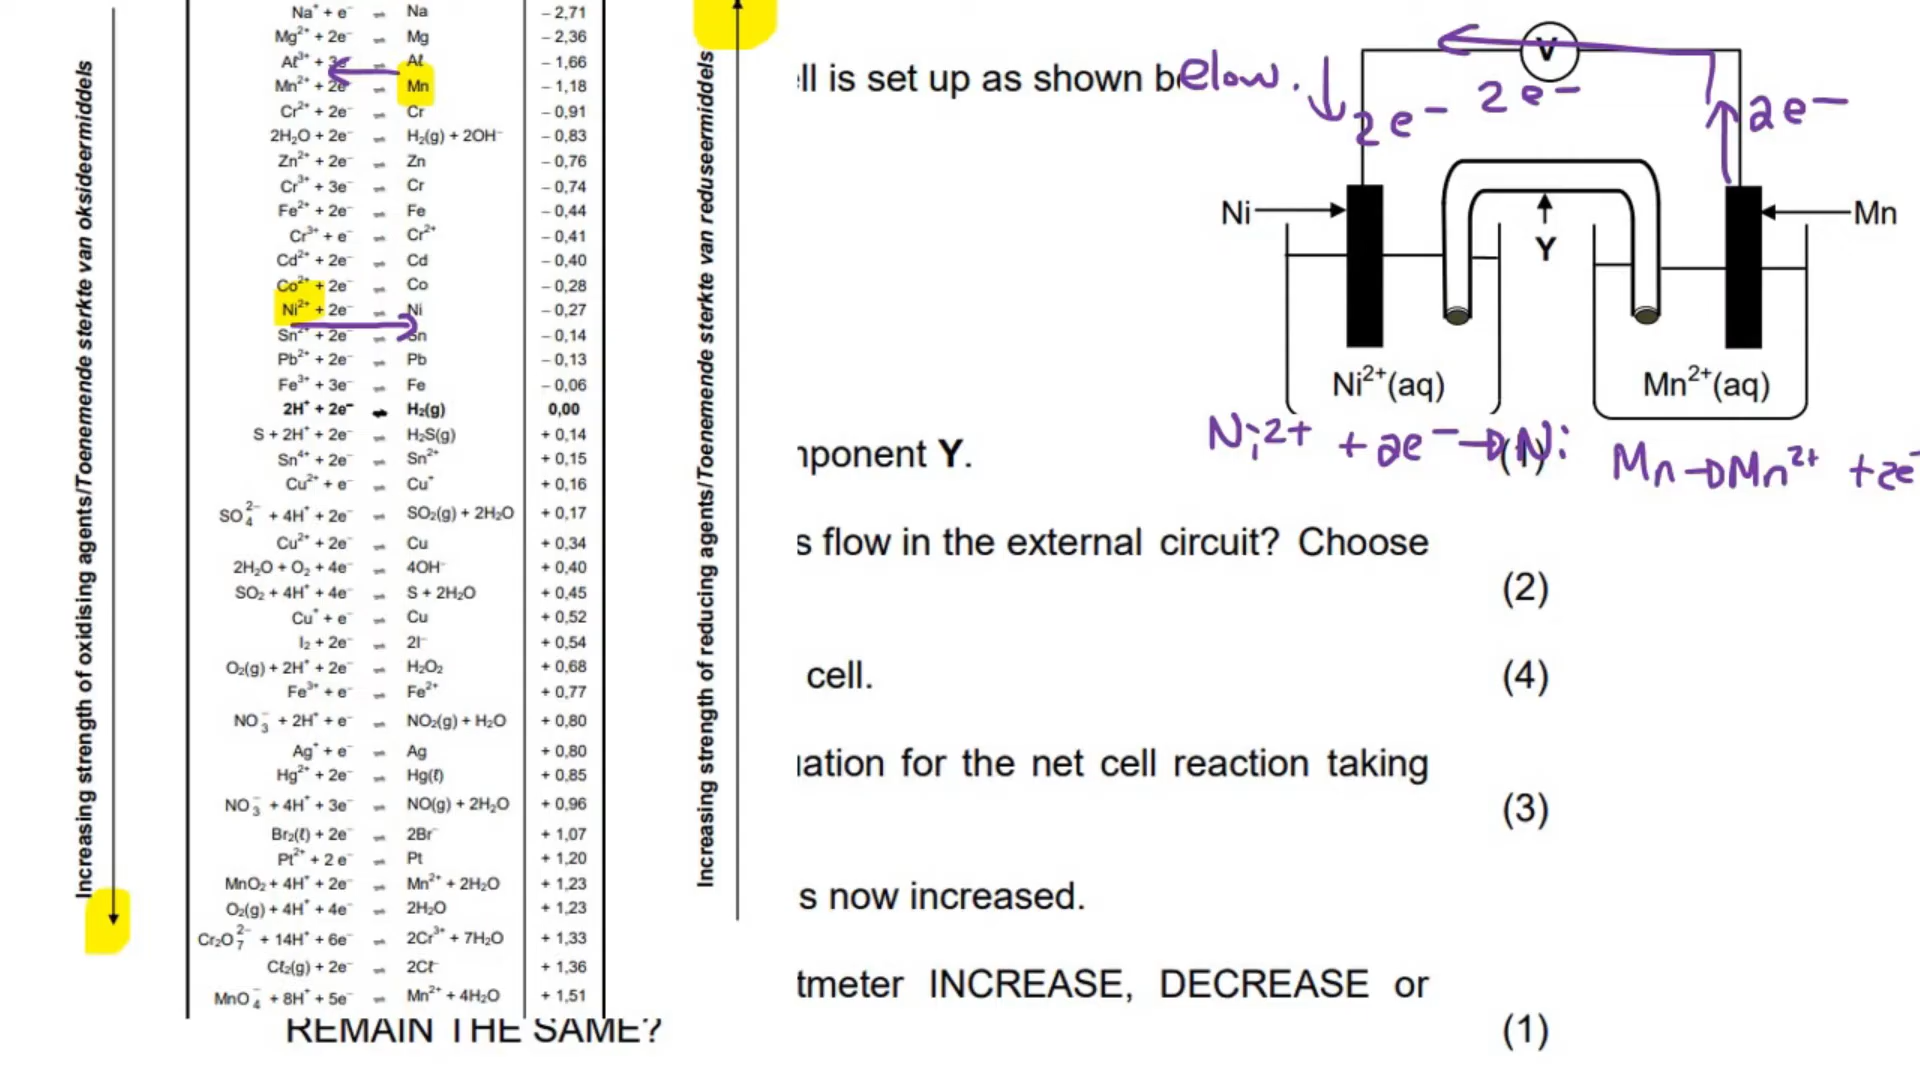 Na⁺ + e⁻ ⇌ Na – 2,71
Mg²⁺ + 2e⁻ ⇌ Mg – 2,36
Aℓ³⁺ + 3e⁻ ⇌ Aℓ – 1,66
Mn²⁺ + 2e⁻ ⇌ Mn – 1,18
Cr²⁺ + 2e⁻ ⇌ Cr – 0,91
2H₂O + 2e⁻ ⇌ H₂(g) + 2OH⁻ – 0,83
Zn²⁺ + 2e⁻ ⇌ Zn – 0,76
Cr³⁺ + 3e⁻ ⇌ Cr – 0,74
Fe²⁺ + 2e⁻ ⇌ Fe – 0,44
Cr³⁺ + e⁻ ⇌ Cr²⁺ – 0,41
Cd²⁺ + 2e⁻ ⇌ Cd – 0,40
Co²⁺ + 2e⁻ ⇌ Co – 0,28
Ni²⁺ + 2e⁻ ⇌ Ni – 0,27
Sn²⁺ + 2e⁻ ⇌ Sn – 0,14
Pb²⁺ + 2e⁻ ⇌ Pb – 0,13
Fe³⁺ + 3e⁻ ⇌ Fe – 0,06
2H⁺ + 2e⁻ ⇌ H₂(g) 0,00
S + 2H⁺ + 2e⁻ ⇌ H₂S(g) + 0,14
Sn⁴⁺ + 2e⁻ ⇌ Sn²⁺ + 0,15
Cu²⁺ + e⁻ ⇌ Cu⁺ + 0,16
SO₄²⁻ + 4H⁺ + 2e⁻ ⇌ SO₂(g) + 2H₂O + 0,17
Cu²⁺ + 2e⁻ ⇌ Cu + 0,34
2H₂O + O₂ + 4e⁻ ⇌ 4OH⁻ + 0,40
SO₂ + 4H⁺ + 4e⁻ ⇌ S + 2H₂O + 0,45
Cu⁺ + e⁻ ⇌ Cu + 0,52
I₂ + 2e⁻ ⇌ 2I⁻ + 0,54
O₂(g) + 2H⁺ + 2e⁻ ⇌ H₂O₂ + 0,68
Fe³⁺ + e⁻ ⇌ Fe²⁺ + 0,77
NO₃⁻ + 2H⁺ + e⁻ ⇌ NO₂(g) + H₂O + 0,80
Ag⁺ + e⁻ ⇌ Ag + 0,80
Hg²⁺ + 2e⁻ ⇌ Hg(ℓ) + 0,85
NO₃⁻ + 4H⁺ + 3e⁻ ⇌ NO(g) + 2H₂O + 0,96
Br₂(ℓ) + 2e⁻ ⇌ 2Br⁻ + 1,07
Pt²⁺ + 2 e⁻ ⇌ Pt + 1,20
MnO₂ + 4H⁺ + 2e⁻ ⇌ Mn²⁺ + 2H₂O + 1,23
O₂(g) + 4H⁺ + 4e⁻ ⇌ 2H₂O + 1,23
Cr₂O₇²⁻ + 14H⁺ + 6e⁻ ⇌ 2Cr³⁺ + 7H₂O + 1,33
Cℓ₂(g) + 2e⁻ ⇌ 2Cℓ⁻ + 1,36
MnO₄⁻ + 8H⁺ + 5e⁻ ⇌ Mn²⁺ + 4H₂O + 1,51
Increasing strength of oxidising agents/Toenemende sterkte van oksideermiddels
Increasing strength of reducing agents/Toenemende sterkte van reduseermiddels
ll is set up as shown below.
V
2e⁻ 2e⁻ 2e⁻
Ni Y Mn
Ni²⁺(aq) Mn²⁺(aq)
Ni²⁺ + 2e⁻ → Ni Mn → Mn²⁺ + 2e⁻
mponent Y. (1)
s flow in the external circuit? Choose
(2)
cell. (4)
uation for the net cell reaction taking
(3)
s now increased.
tmeter INCREASE, DECREASE or
REMAIN THE SAME? (1)